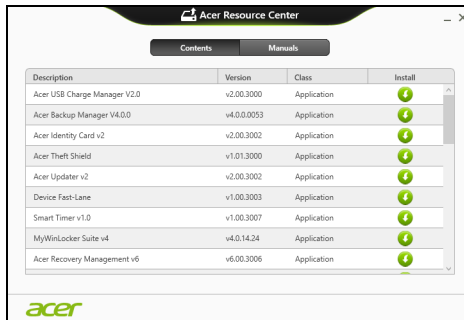 Acer Resource Center
Contents Manuals
Description Version Class Install
Acer USB Charge Manager V2.0 v2.00.3000 Application
Acer Backup Manager V4.0.0 v4.0.0.0053 Application
Acer Identity Card v2 v2.00.3002 Application
Acer Theft Shield v1.01.3000 Application
Acer Updater v2 v2.00.3002 Application
Device Fast-Lane v1.00.3003 Application
Smart Timer v1.0 v1.00.3007 Application
MyWinLocker Suite v4 v4.0.14.24 Application
Acer Recovery Management v6 v6.00.3006 Application
acer